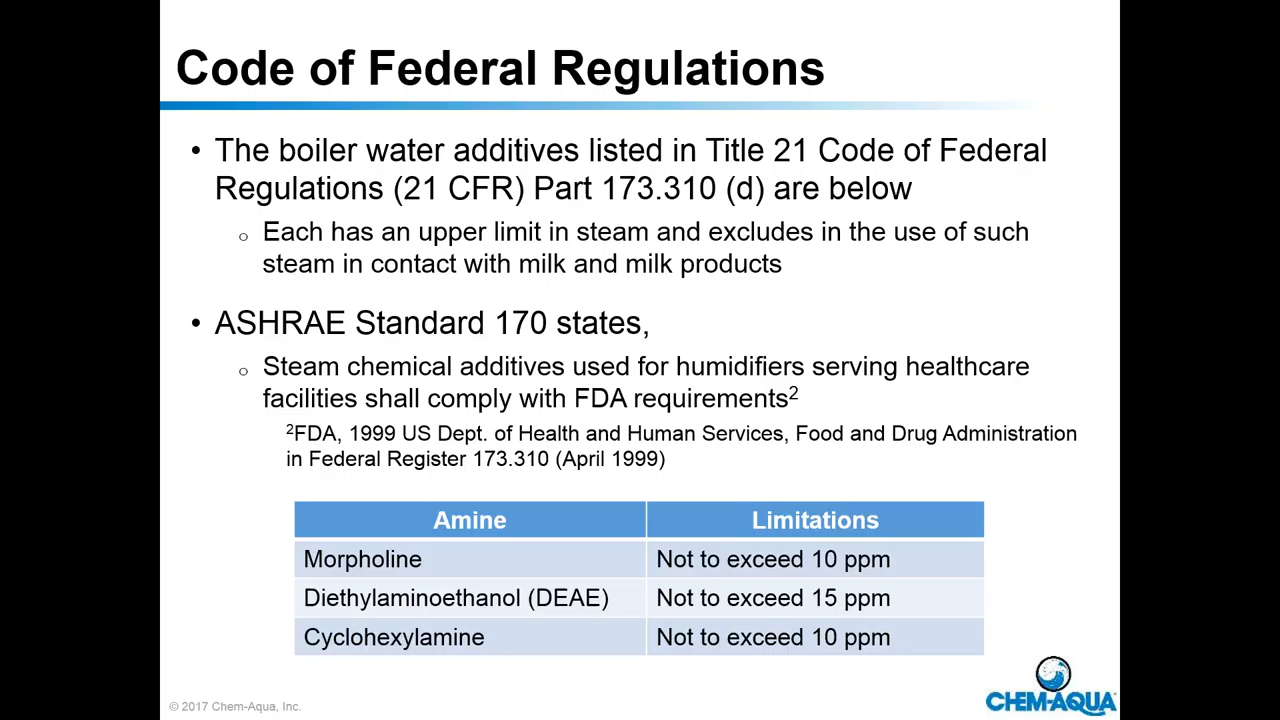 Code of Federal Regulations
• The boiler water additives listed in Title 21 Code of Federal
Regulations (21 CFR) Part 173.310 (d) are below
o Each has an upper limit in steam and excludes in the use of such
steam in contact with milk and milk products
• ASHRAE Standard 170 states,
o Steam chemical additives used for humidifiers serving healthcare
facilities shall comply with FDA requirements²
²FDA, 1999 US Dept. of Health and Human Services, Food and Drug Administration
in Federal Register 173.310 (April 1999)
Amine Limitations
Morpholine Not to exceed 10 ppm
Diethylaminoethanol (DEAE) Not to exceed 15 ppm
Cyclohexylamine Not to exceed 10 ppm
© 2017 Chem-Aqua, Inc.
CHEM-AQUA